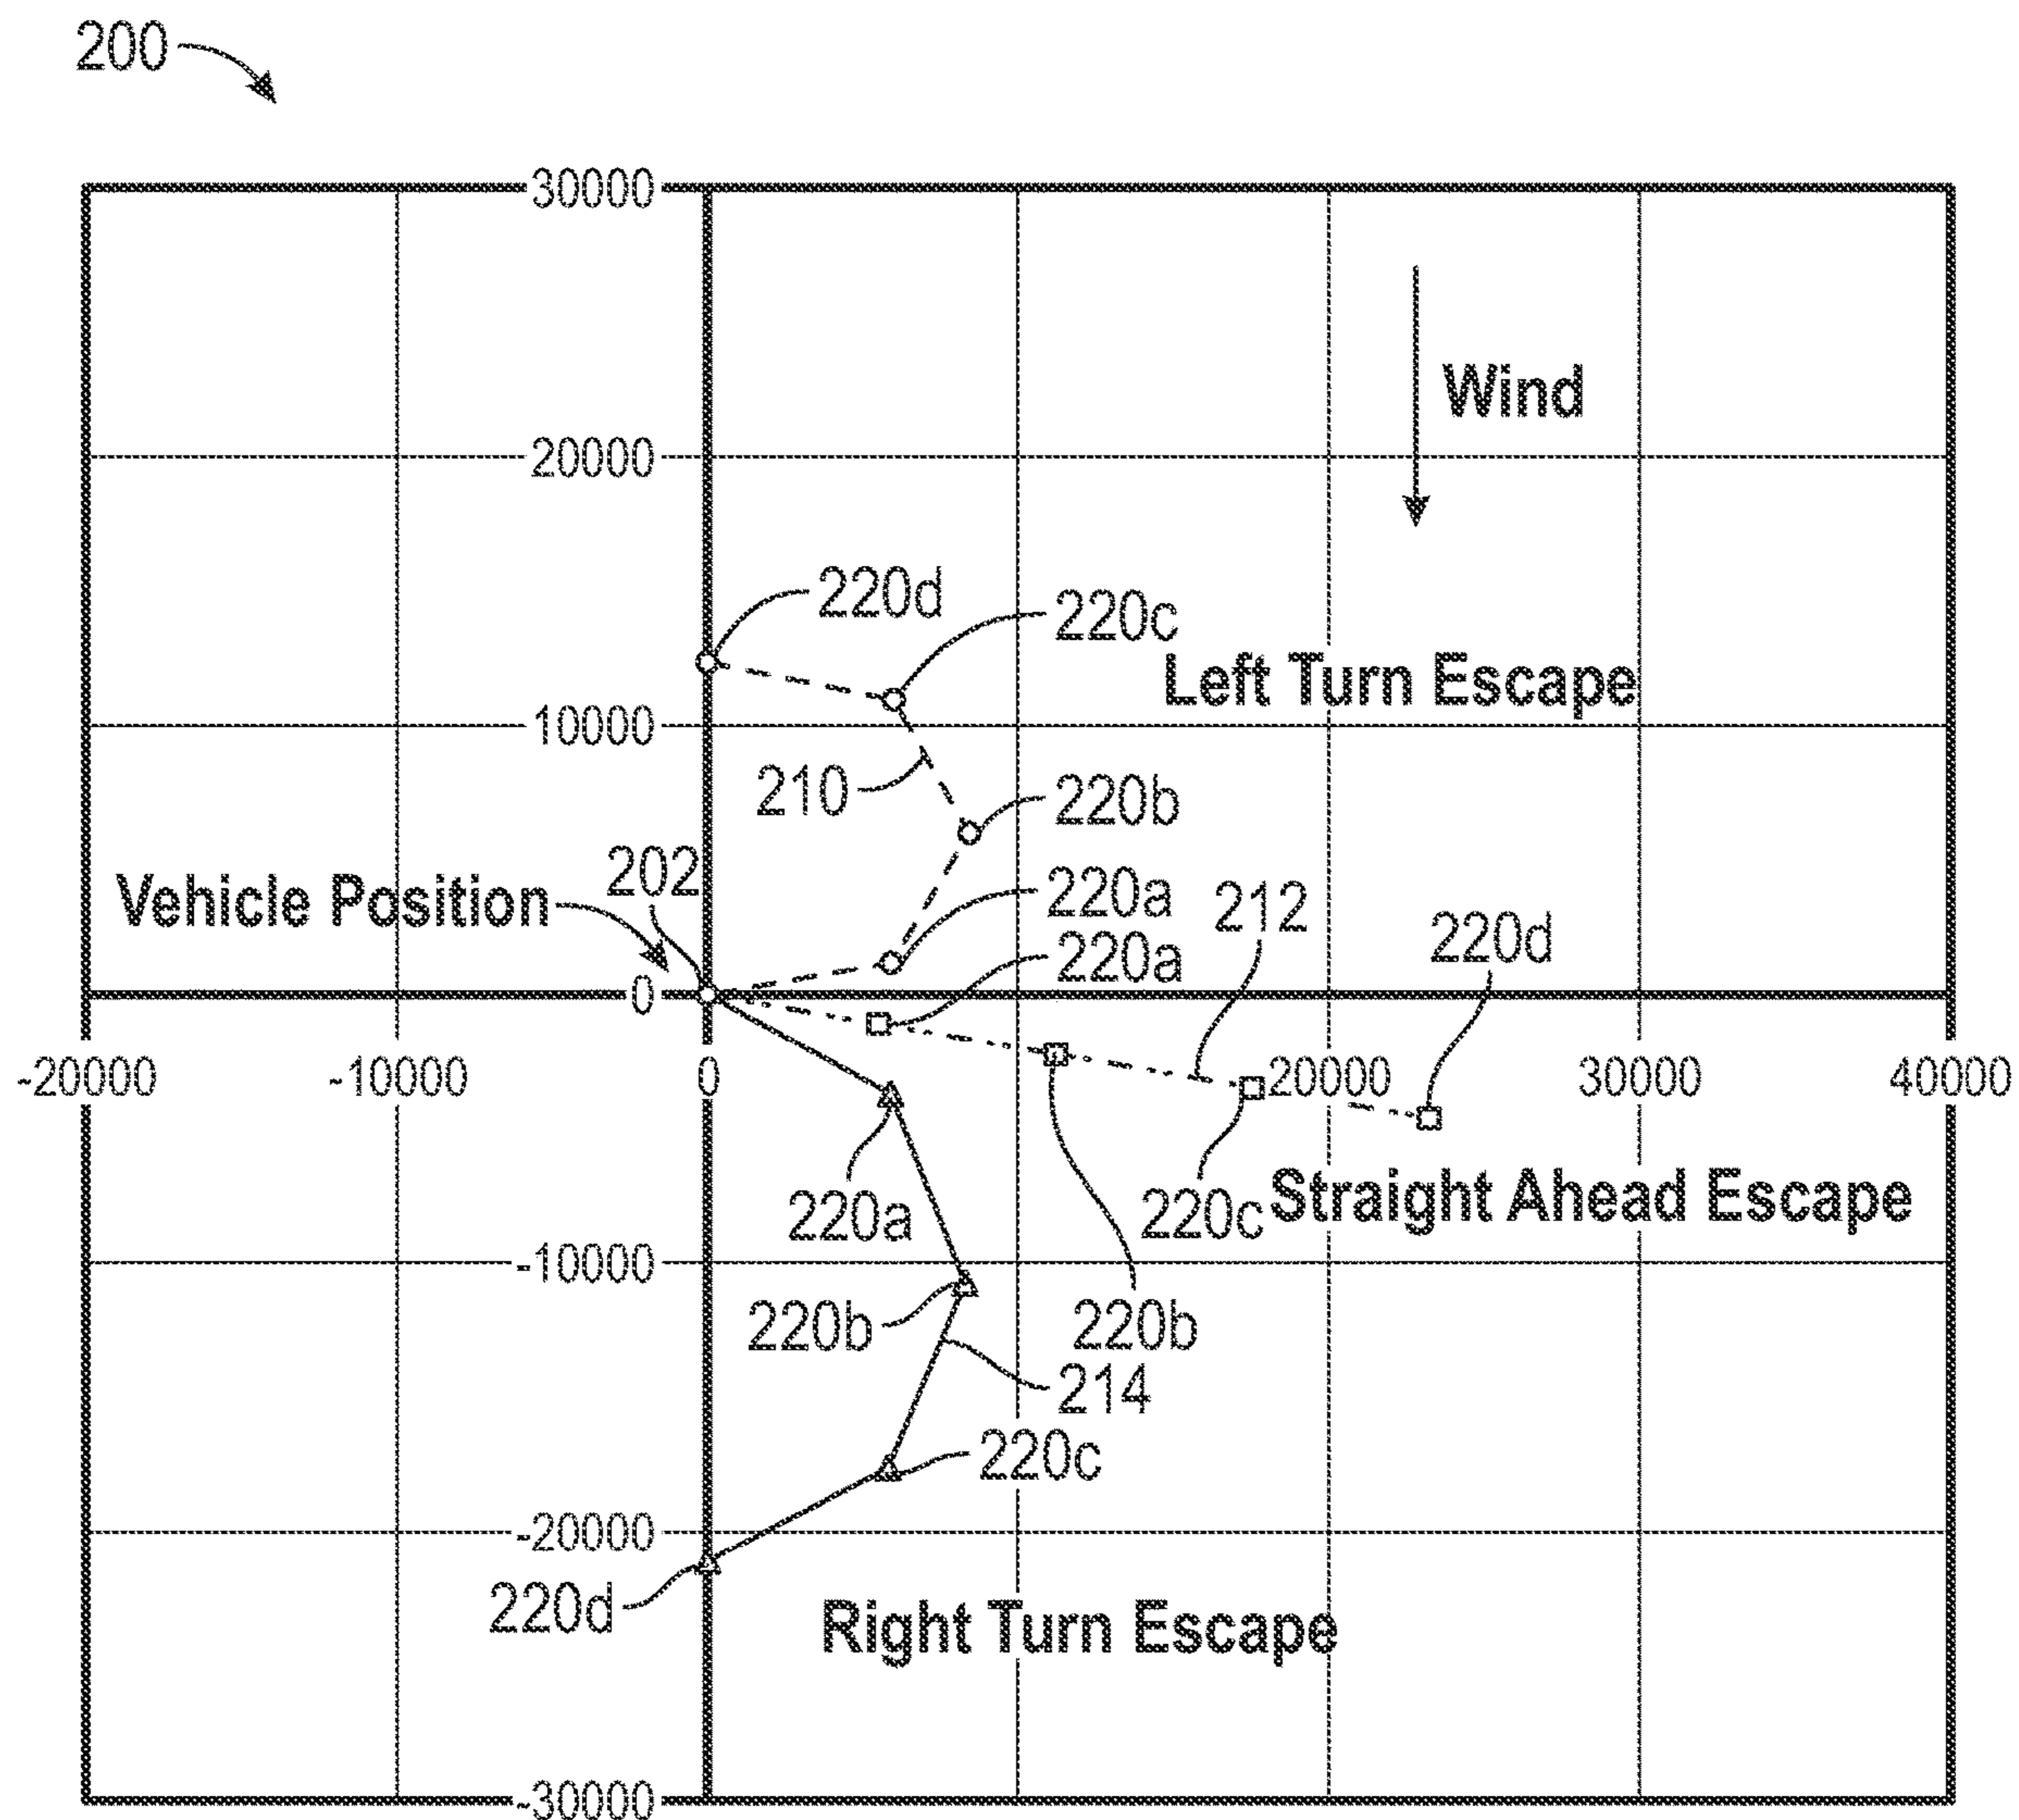 200
30000
20000
Wind
220d
220c
Left Turn Escape
10000
210
220b
202
Vehicle Position
220a
212
220a
220d
0
-20000 -10000 0 20000 30000 40000
220a
220c
Straight Ahead Escape
-10000
220b
220b
214
220c
-20000
220d
Right Turn Escape
-30000